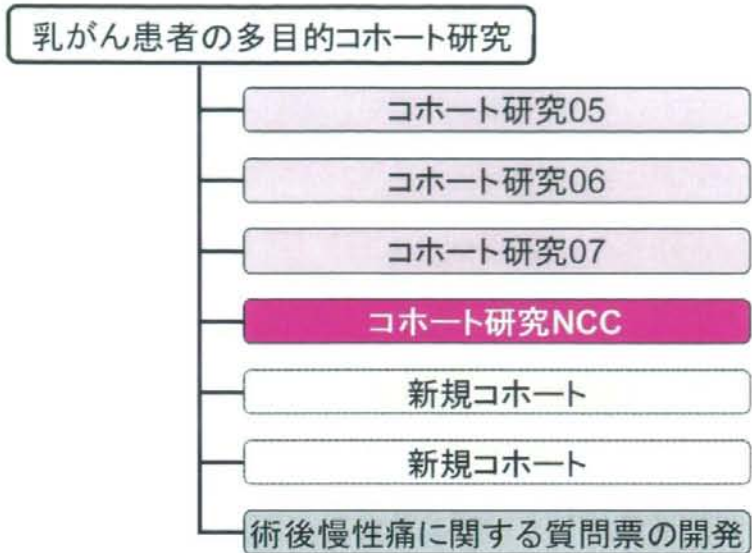 乳がん患者の多目的コホート研究
コホート研究05
コホート研究06
コホート研究07
コホート研究NCC
新規コホート
新規コホート
術後慢性痛に関する質問票の開発